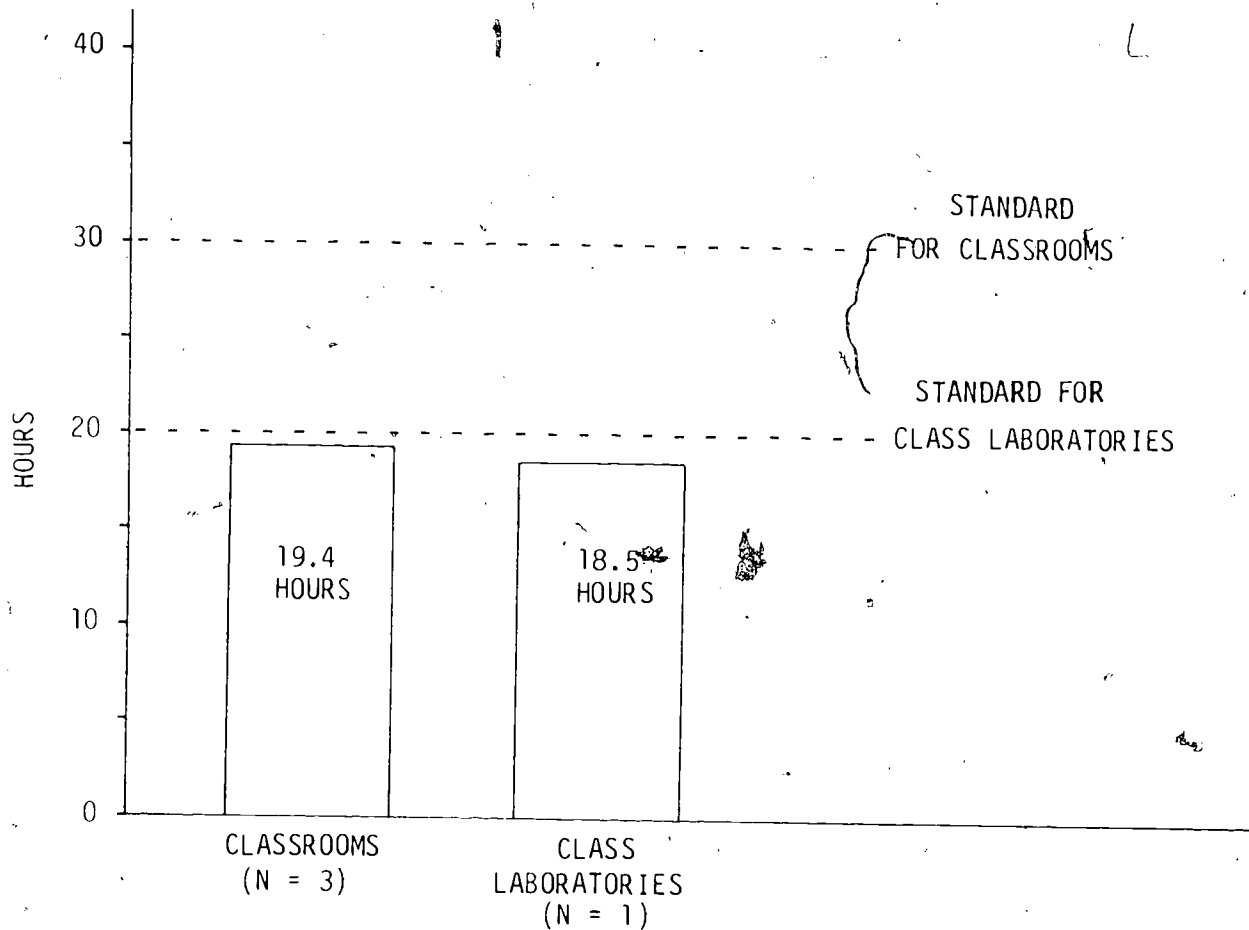 40
STANDARD
30
FOR CLASSROOMS
STANDARD FOR
20
CLASS LABORATORIES
HOURS
19.4
HOURS
18.5
HOURS
10
0
CLASSROOMS
(N = 3)
CLASS
LABORATORIES
(N = 1)